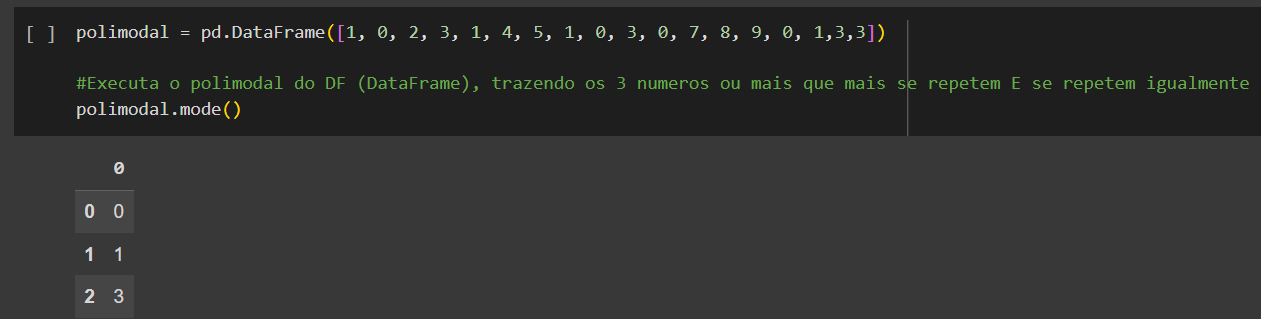 [ ] polimodal = pd.DataFrame([1, 0, 2, 3, 1, 4, 5, 1, 0, 3, 0, 7, 8, 9, 0, 1,3,3])
#Executa o polimodal do DF (DataFrame), trazendo os 3 numeros ou mais que mais se repetem E se repetem igualmente
polimodal.mode()
0
0 0
1 1
2 3